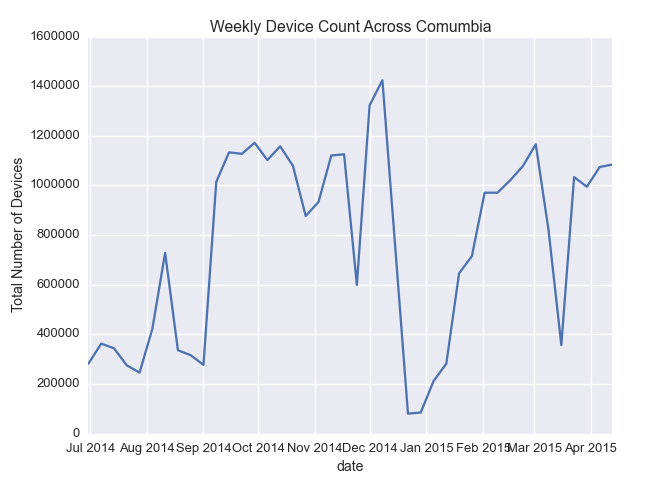 Weekly Device Count Across Comumbia
1600000
1400000
1200000
1000000
800000
600000
400000
200000
0
Total Number of Devices
Jul 2014 Aug 2014 Sep 2014 Oct 2014 Nov 2014 Dec 2014 Jan 2015 Feb 2015 Mar 2015 Apr 2015
date